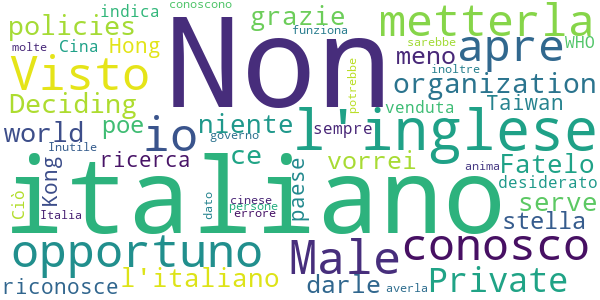 conoscono
indica
policies
grazie
metterla
molte
Cina
Hong
funziona
Non
sarebbe
WHO
apre
Visto
meno
inoltre
potrebbe
organization
Deciding
venduta
Taiwan
world
poe
io
niente
sempre
l'inglese
governo
Inutile
ricerca
ce
vorrei
anima
Fatelo
Kong
italiano
paese
desiderato
Ciò
dato
cinese
persone
serve
Italia
errore
stella
opportuno
Male
conosco
riconosce
l'italiano
darle
averla
Private